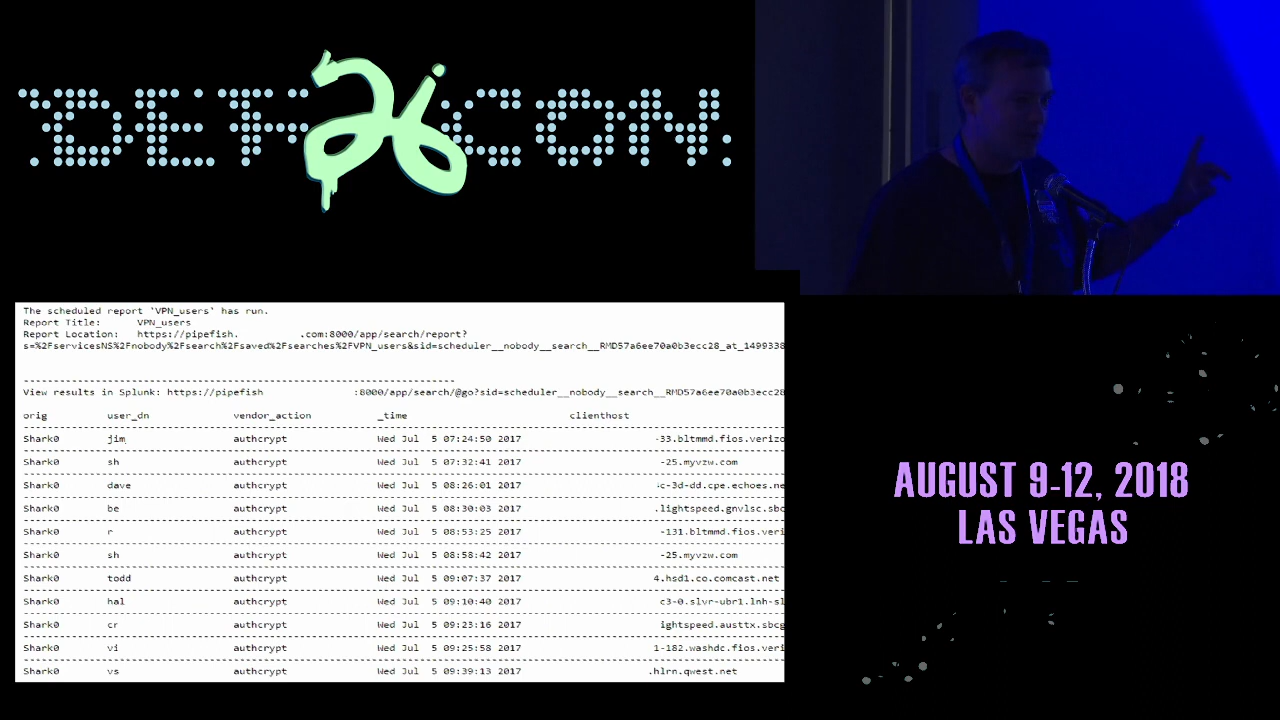 DEF 26 CON
The scheduled report 'VPN_users' has run.
Report Title: VPN_users
Report Location: https://pipefish. .com:8000/app/search/report?
s=%2FservicesNS%2Fnobody%2Fsearch%2Fsaved%2Fsearches%2FVPN_users&sid=scheduler__nobody__search__RMD57a6ee70a0b3ecc28_at_1499338
View results in Splunk: https://pipefish :8000/app/search/@go?sid=scheduler__nobody__search__RMD57a6ee70a0b3ecc28
orig user_dn vendor_action _time clienthost
Shark0 jim authcrypt Wed Jul 5 07:24:50 2017 -33.bltmmd.fios.verizo
Shark0 sh authcrypt Wed Jul 5 07:32:41 2017 -25.myvzw.com
Shark0 dave authcrypt Wed Jul 5 08:26:01 2017 c-3d-dd.cpe.echoes.ne
Shark0 be authcrypt Wed Jul 5 08:30:03 2017 .lightspeed.gnvlsc.sbc
Shark0 r authcrypt Wed Jul 5 08:53:25 2017 -131.bltmmd.fios.veri
Shark0 sh authcrypt Wed Jul 5 08:58:42 2017 -25.myvzw.com
Shark0 todd authcrypt Wed Jul 5 09:07:37 2017 4.hsd1.co.comcast.net
Shark0 hal authcrypt Wed Jul 5 09:10:40 2017 c3-0.slvr-ubr1.lnh-sl
Shark0 cr authcrypt Wed Jul 5 09:23:16 2017 ightspeed.austtx.sbcg
Shark0 vi authcrypt Wed Jul 5 09:25:58 2017 1-182.washdc.fios.veri
Shark0 vs authcrypt Wed Jul 5 09:39:13 2017 .hlrn.qwest.net
AUGUST 9-12, 2018
LAS VEGAS